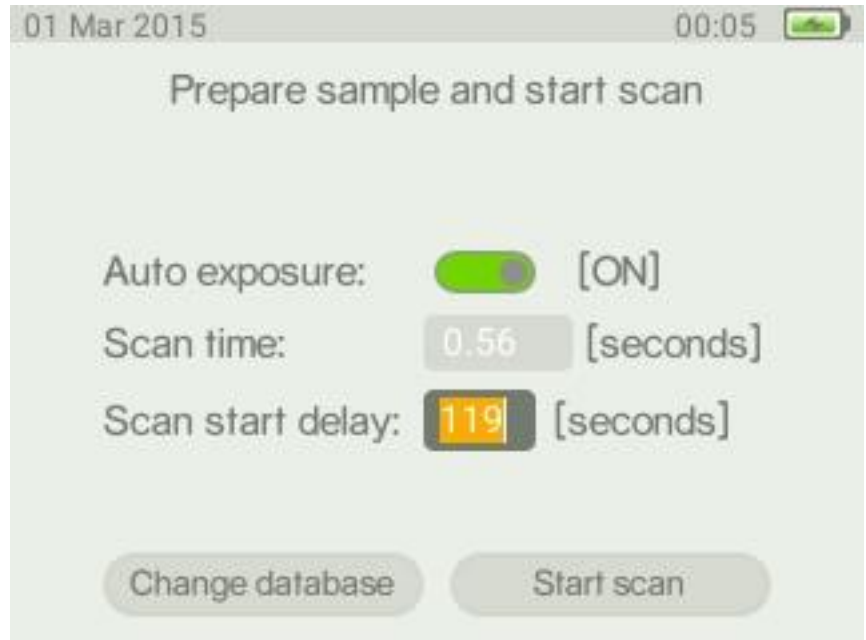 01 Mar 2015 00:05
Prepare sample and start scan
Auto exposure: [ON]
Scan time: 0.56 [seconds]
Scan start delay: 119 [seconds]
Change database Start scan